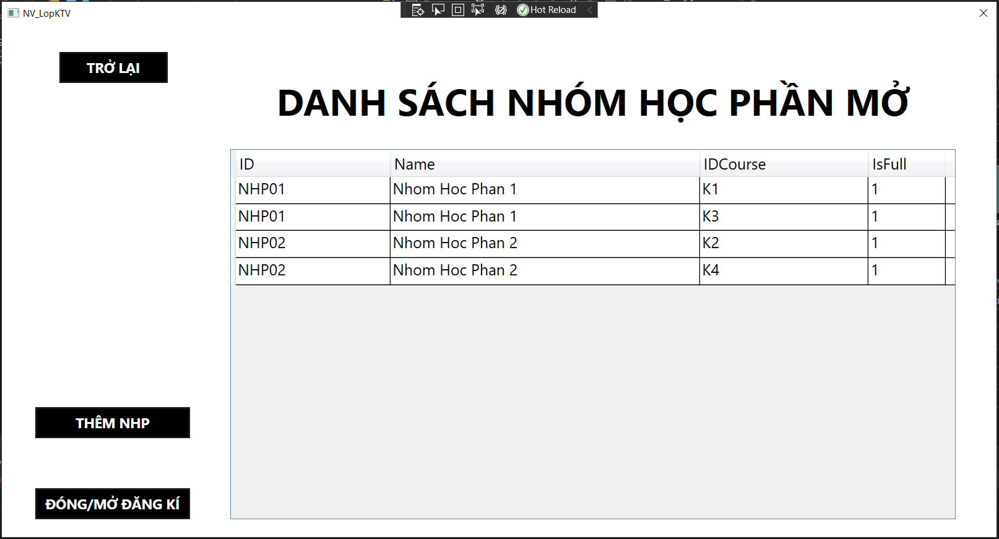 NV_LopKTV
Hot Reload
TRỞ LẠI
DANH SÁCH NHÓM HỌC PHẦN MỞ
ID Name IDCourse IsFull
NHP01 Nhom Hoc Phan 1 K1 1
NHP01 Nhom Hoc Phan 1 K3 1
NHP02 Nhom Hoc Phan 2 K2 1
NHP02 Nhom Hoc Phan 2 K4 1
THÊM NHP
ĐÓNG/MỞ ĐĂNG KÍ